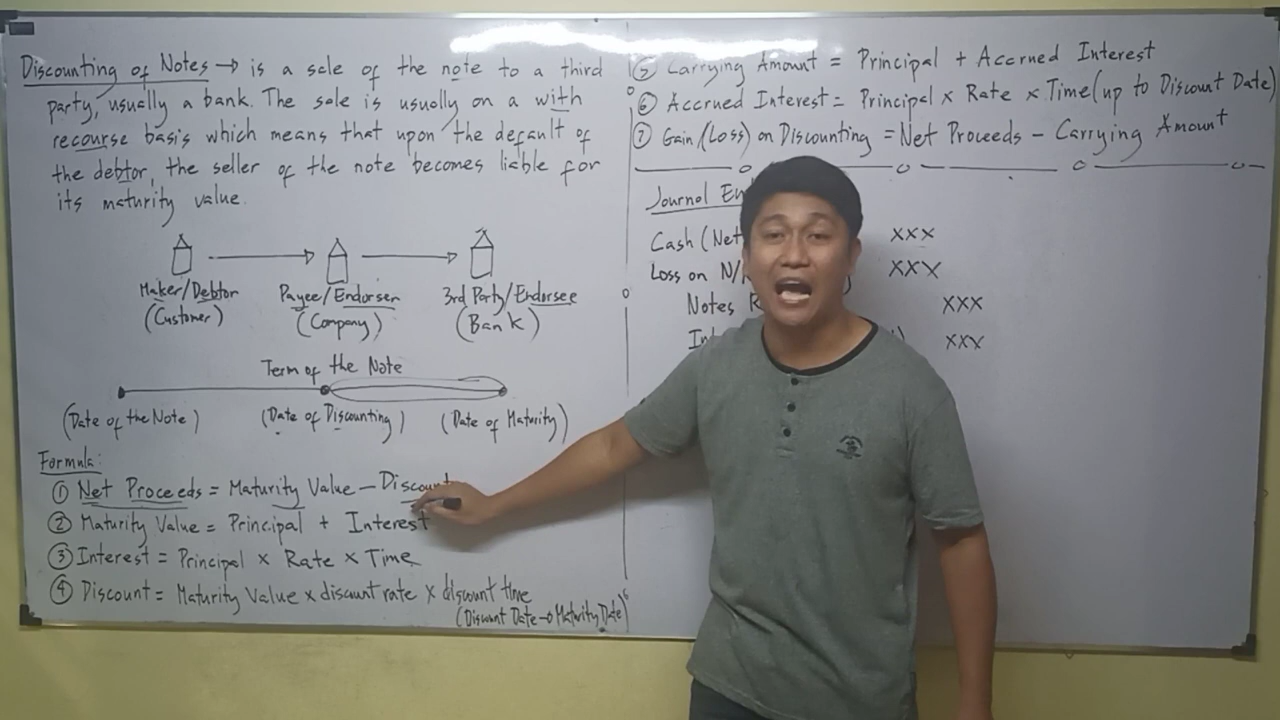 Discounting of Notes → is a sale of the note to a third
party, usually a bank. The sale is usually on a with
recourse basis which means that upon the default of
the debtor, the seller of the note becomes liable for
its maturity value.
Maker/Debtor
(Customer)
Payee/Endorser
(Company)
3rd Party/Endorsee
(Bank)
Term of the Note
(Date of the Note)
(Date of Discounting)
(Date of Maturity)
Formula:
① Net Proceeds = Maturity Value – Discount
② Maturity Value = Principal + Interest
③ Interest = Principal × Rate × Time
④ Discount = Maturity Value × discount rate × discount time
(Discount Date → Maturity Date)
⑤ Carrying Amount = Principal + Accrued Interest
⑥ Accrued Interest = Principal × Rate × Time (up to Discount Date)
⑦ Gain/(Loss) on Discounting = Net Proceeds – Carrying Amount
Journal
Cash (Net xxx
Loss on N/ xxx
Notes xxx
xxx